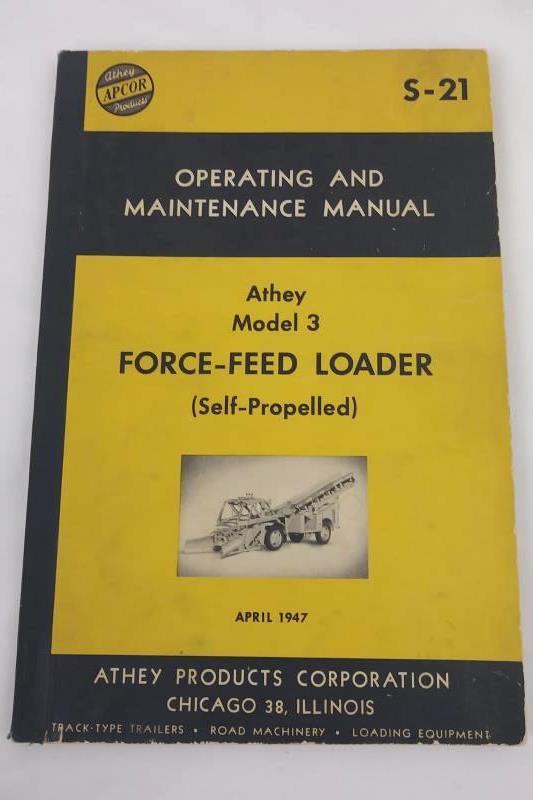 Athey
APCOR
Products
S-21
OPERATING AND
MAINTENANCE MANUAL
Athey
Model 3
FORCE-FEED LOADER
(Self-Propelled)
APRIL 1947
ATHEY PRODUCTS CORPORATION
CHICAGO 38, ILLINOIS
TRACK-TYPE TRAILERS • ROAD MACHINERY • LOADING EQUIPMENT